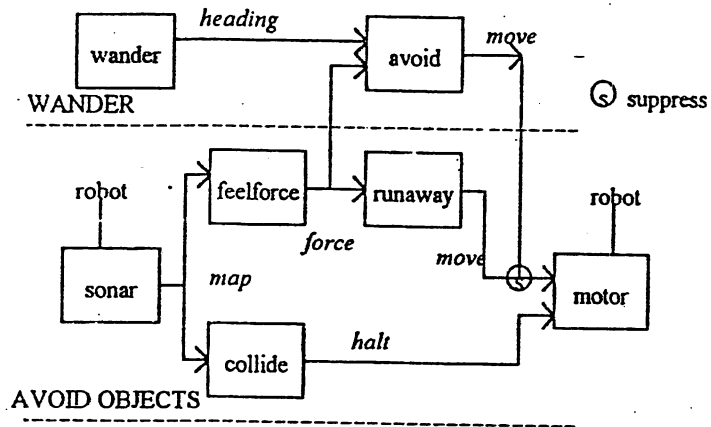 heading
wander
avoid
move
WANDER
S suppress
feelforce
runaway
robot
robot
force
move
S
sonar
map
motor
halt
collide
AVOID OBJECTS